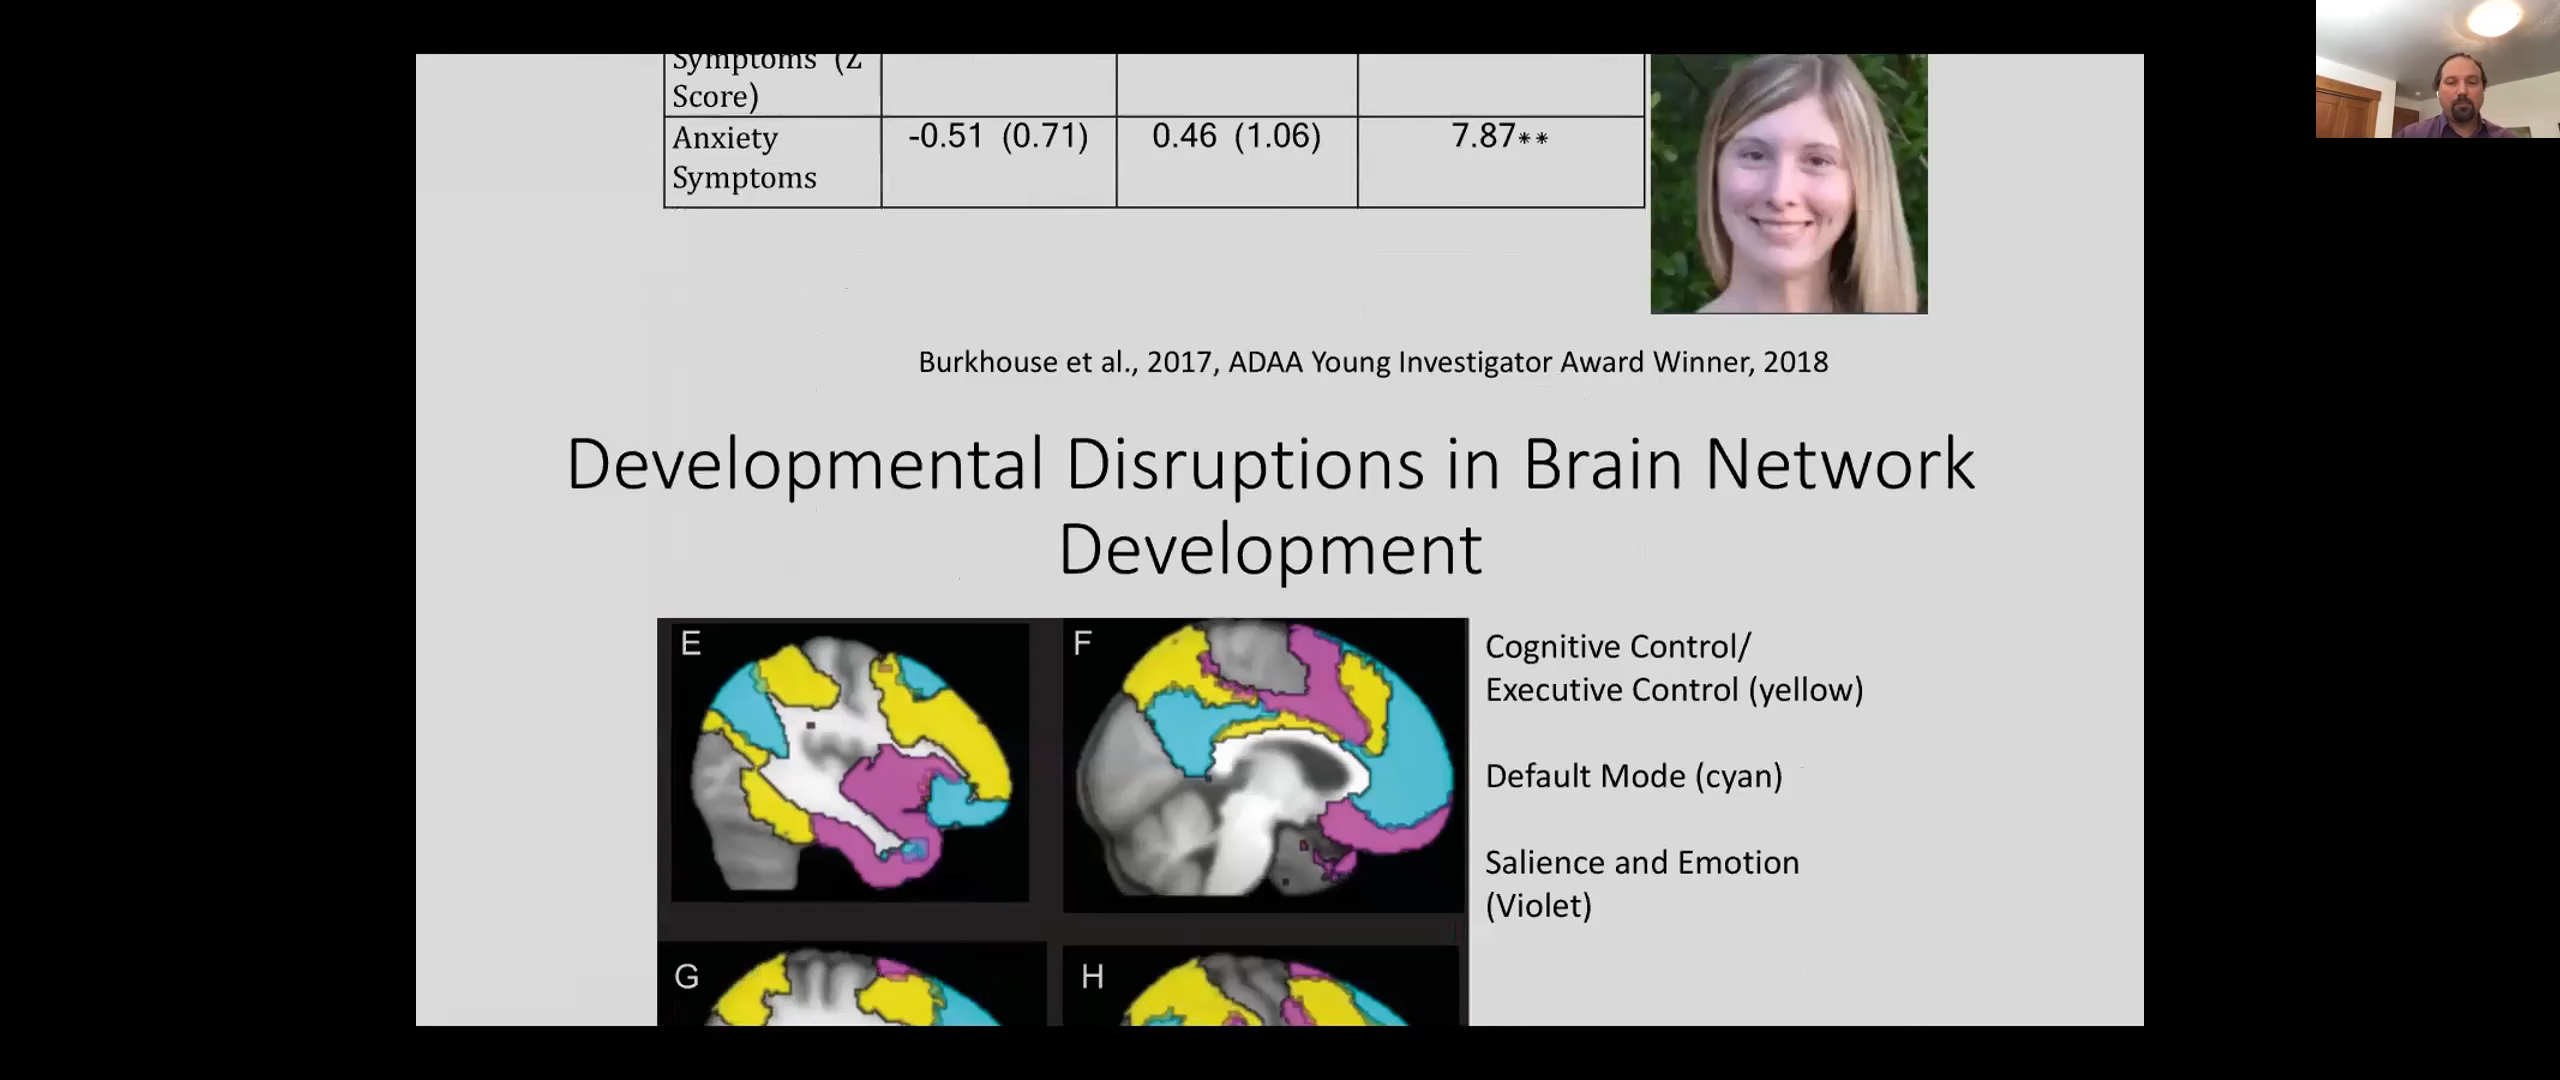 Symptoms (Z
Score)
Anxiety
Symptoms
-0.51 (0.71)
0.46 (1.06)
7.87**
Burkhouse et al., 2017, ADAA Young Investigator Award Winner, 2018
Developmental Disruptions in Brain Network
Development
E
F
Cognitive Control/
Executive Control (yellow)
Default Mode (cyan)
Salience and Emotion
(Violet)
G
H